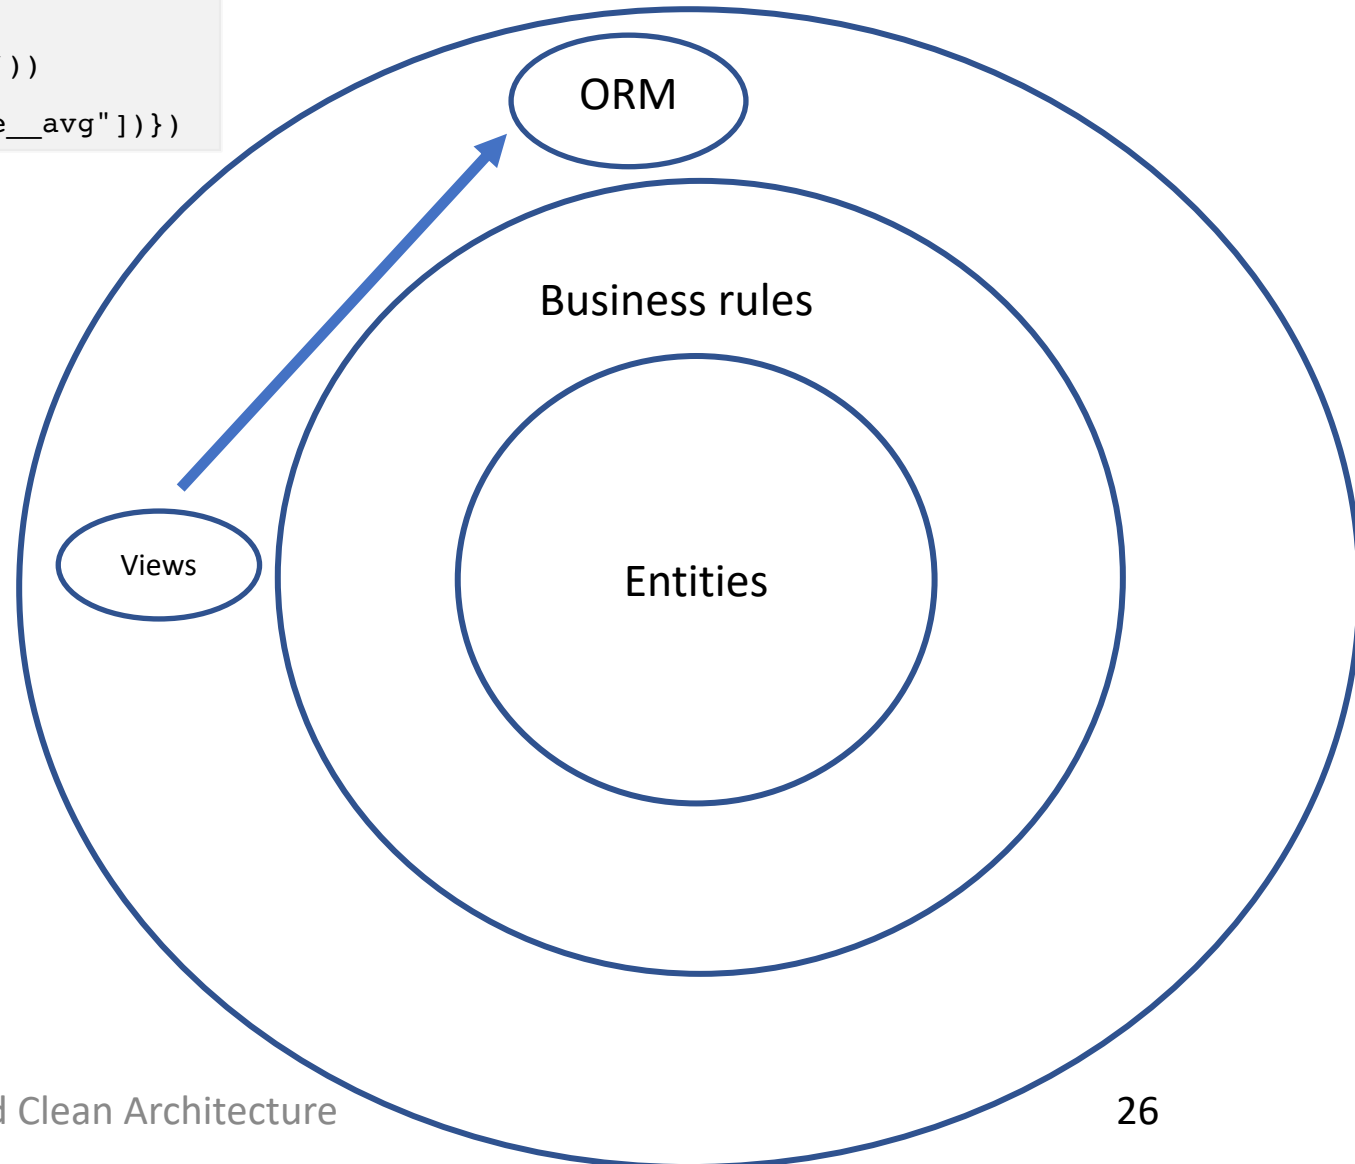 ))
e__avg"])})
ORM
Business rules
Entities
Views
Clean Architecture
26